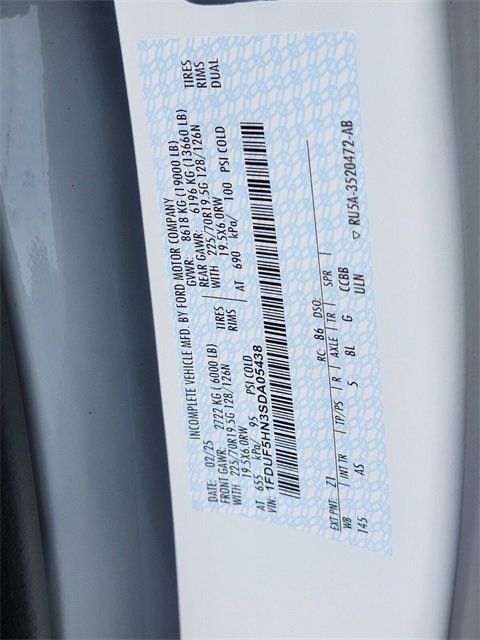 INCOMPLETE VEHICLE MFD. BY FORD MOTOR COMPANY
DATE: 02/25 GVWR: 8618 KG (19000 LB)
FRONT GAWR: 2722 KG (6000 LB) REAR GAWR: 6196 KG (13660 LB)
WITH 225/70R19.5G 128/126N TIRES WITH 225/70R19.5G 128/126N TIRES
19.5X6.0RW RIMS 19.5X6.0RW RIMS
AT 655 kPa/ 95 PSI COLD AT 690 kPa/ 100 PSI COLD DUAL
VIN: 1FDUF5HN3SDA05438
EXT PNT: Z1 RC: 86 DSO:
WB INT TR TP/PS R AXLE TR SPR
145 AS 5 8L G CCBB
ULN ▽ RU5A-3520472-AB